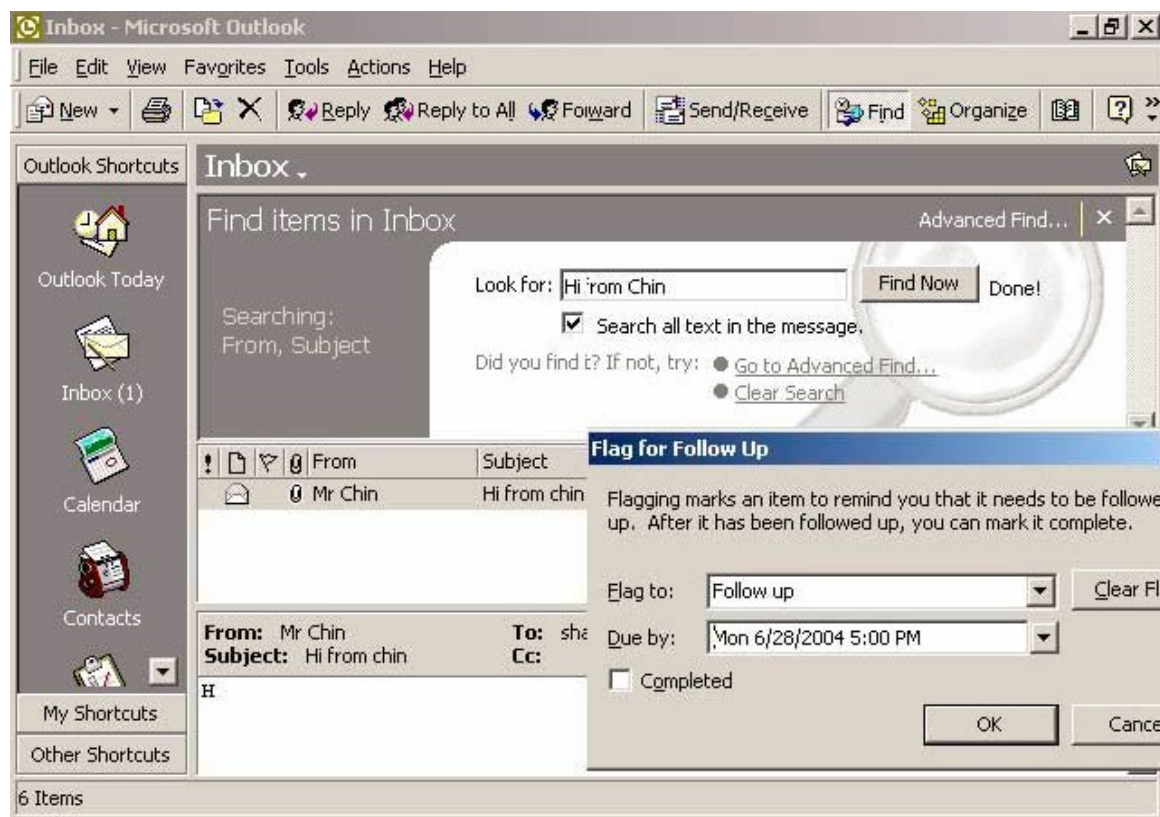 Inbox - Microsoft Outlook
File Edit View Favorites Tools Actions Help
New Reply Reply to All Forward Send/Receive Find Organize
Outlook Shortcuts
Inbox
Find items in Inbox Advanced Find...
Outlook Today
Look for: Hi from Chin Find Now Done!
Searching:
From, Subject
Search all text in the message.
Did you find it? If not, try: Go to Advanced Find...
Clear Search
Inbox (1)
From Subject
Mr Chin Hi from chin
Calendar
Contacts
From: Mr Chin To: sha
Subject: Hi from chin Cc:
H
My Shortcuts
Other Shortcuts
Flag for Follow Up
Flagging marks an item to remind you that it needs to be followe
up. After it has been followed up, you can mark it complete.
Flag to: Follow up Clear Fl
Due by: Mon 6/28/2004 5:00 PM
Completed
OK Cance
6 Items